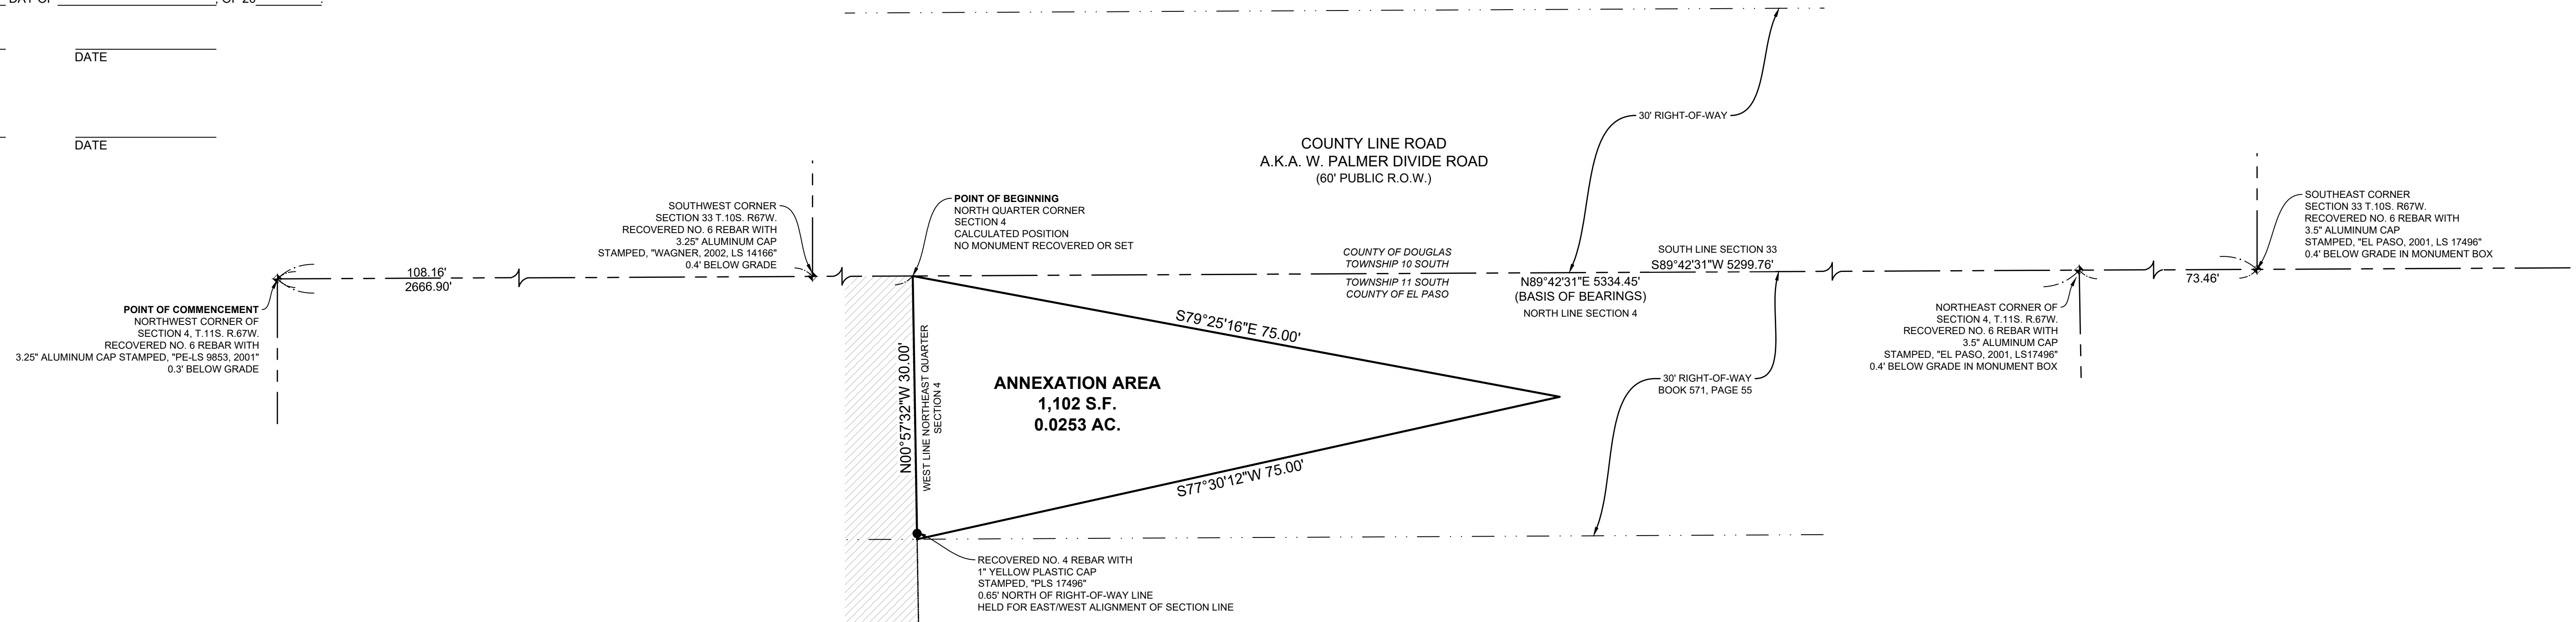 DAY OF ____________________, OF 20________.
DATE
DATE
COUNTY LINE ROAD
A.K.A. W. PALMER DIVIDE ROAD
(60' PUBLIC R.O.W.)
30' RIGHT-OF-WAY
SOUTHWEST CORNER
SECTION 33 T.10S. R67W.
RECOVERED NO. 6 REBAR WITH
3.25" ALUMINUM CAP
STAMPED, "WAGNER, 2002, LS 14166"
0.4' BELOW GRADE
POINT OF BEGINNING
NORTH QUARTER CORNER
SECTION 4
CALCULATED POSITION
NO MONUMENT RECOVERED OR SET
SOUTHEAST CORNER
SECTION 33 T.10S. R67W.
RECOVERED NO. 6 REBAR WITH
3.5" ALUMINUM CAP
STAMPED, "EL PASO, 2001, LS 17496"
0.4' BELOW GRADE IN MONUMENT BOX
108.16'
2666.90'
COUNTY OF DOUGLAS
TOWNSHIP 10 SOUTH
TOWNSHIP 11 SOUTH
COUNTY OF EL PASO
SOUTH LINE SECTION 33
S89°42'31"W 5299.76'
N89°42'31"E 5334.45'
(BASIS OF BEARINGS)
NORTH LINE SECTION 4
73.46'
POINT OF COMMENCEMENT
NORTHWEST CORNER OF
SECTION 4, T.11S. R.67W.
RECOVERED NO. 6 REBAR WITH
3.25" ALUMINUM CAP STAMPED, "PE-LS 9853, 2001"
0.3' BELOW GRADE
NORTHEAST CORNER OF
SECTION 4, T.11S. R.67W.
RECOVERED NO. 6 REBAR WITH
3.5" ALUMINUM CAP
STAMPED, "EL PASO, 2001, LS17496"
0.4' BELOW GRADE IN MONUMENT BOX
S79°25'16"E 75.00'
N00°57'32"W 30.00'
WEST LINE NORTHEAST QUARTER
SECTION 4
ANNEXATION AREA
1,102 S.F.
0.0253 AC.
30' RIGHT-OF-WAY
BOOK 571, PAGE 55
S77°30'12"W 75.00'
RECOVERED NO. 4 REBAR WITH
1" YELLOW PLASTIC CAP
STAMPED, "PLS 17496"
0.65' NORTH OF RIGHT-OF-WAY LINE
HELD FOR EAST/WEST ALIGNMENT OF SECTION LINE